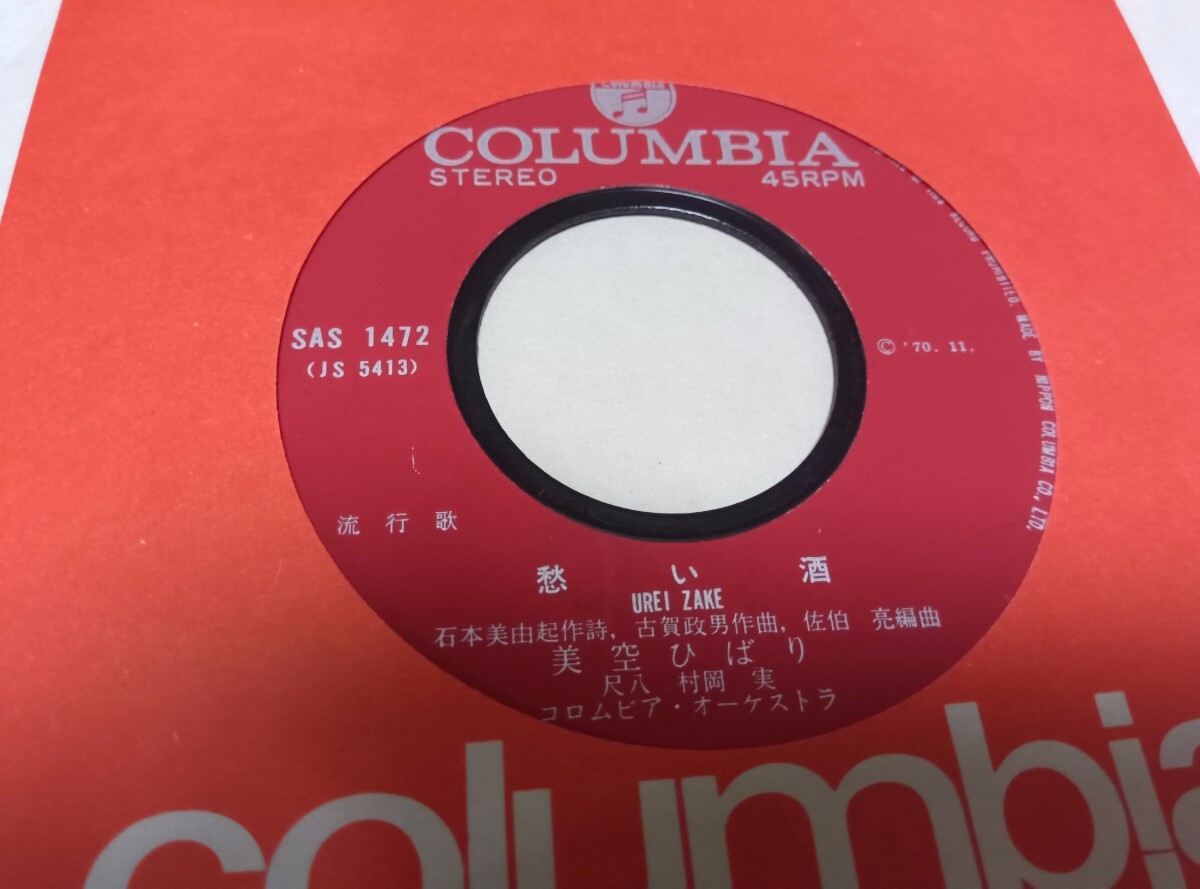 Columbia
COLUMBIA
STEREO 45RPM
SAS 1472
(JS 5413)
© '70. 11.
PROHIBITED. MADE BY NIPPON COLUMBIA CO., LTD.
流行歌
愁い酒
UREI ZAKE
石本美由起作詩, 古賀政男作曲, 佐伯 亮編曲
美空ひばり
尺八 村岡 実
コロムビア・オーケストラ
columbia